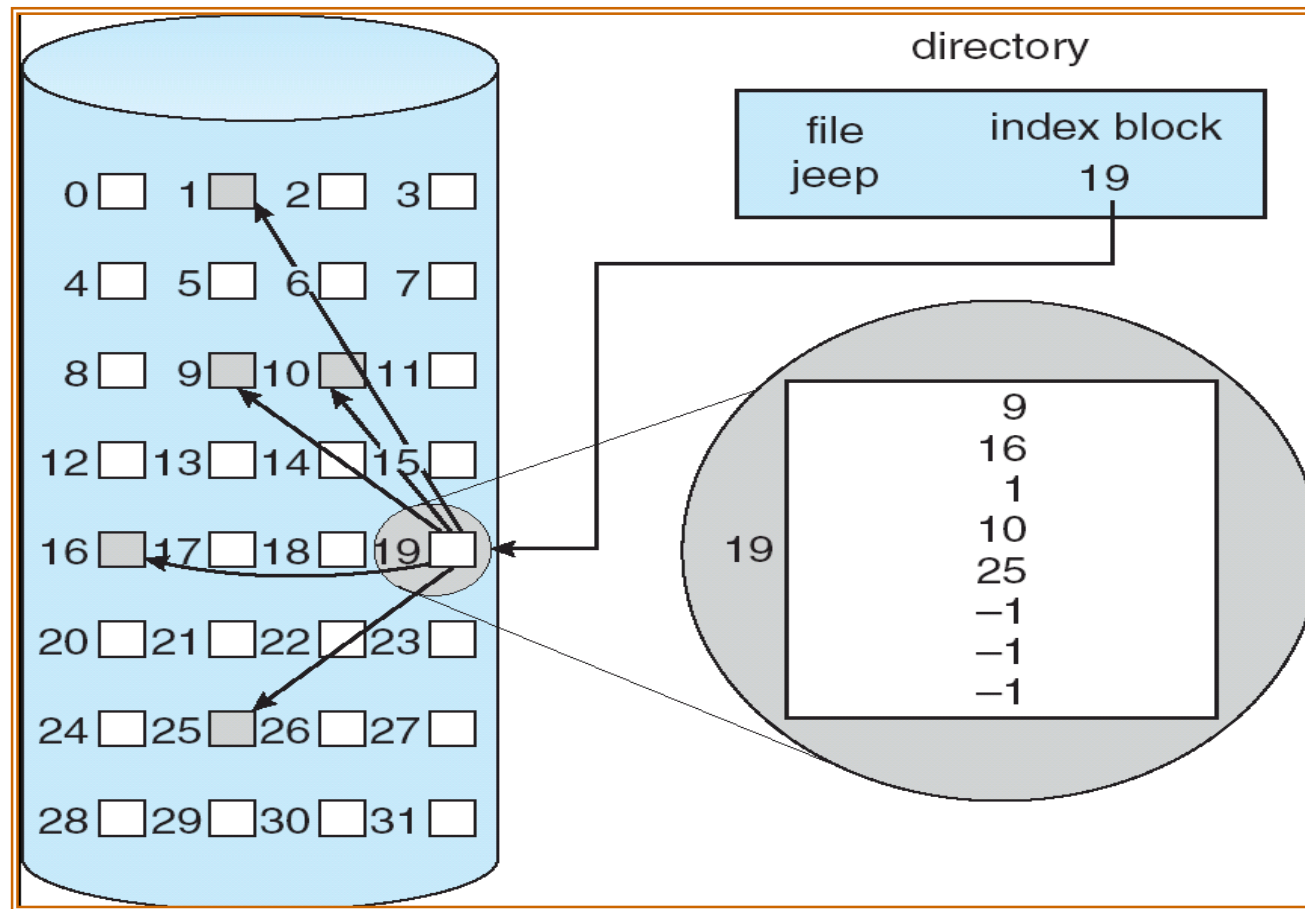 directory
file index block
jeep 19
0 1 2 3
4 5 6 7
8 9 10 11
12 13 14 15
16 17 18 19
20 21 22 23
24 25 26 27
28 29 30 31
19
9
16
1
10
25
–1
–1
–1